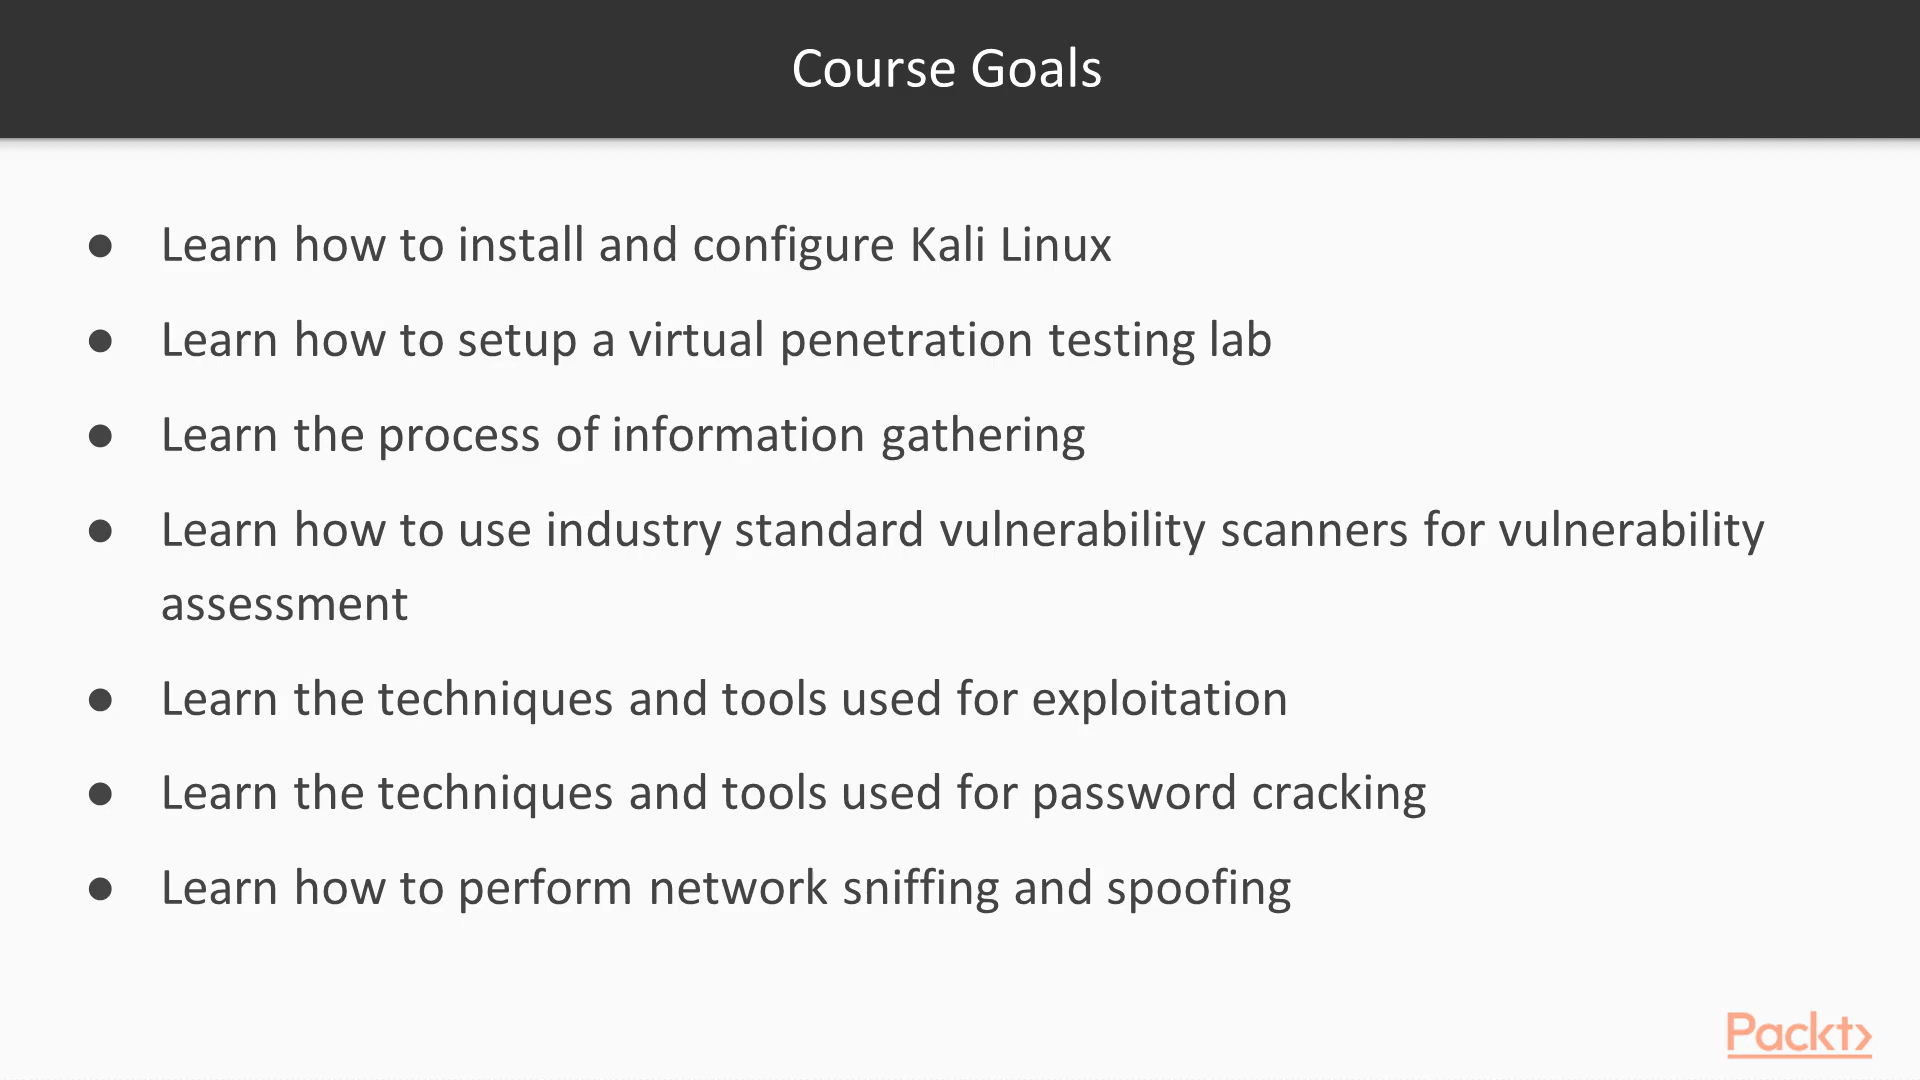 Course Goals
● Learn how to install and configure Kali Linux
● Learn how to setup a virtual penetration testing lab
● Learn the process of information gathering
● Learn how to use industry standard vulnerability scanners for vulnerability
assessment
● Learn the techniques and tools used for exploitation
● Learn the techniques and tools used for password cracking
● Learn how to perform network sniffing and spoofing
Packt>